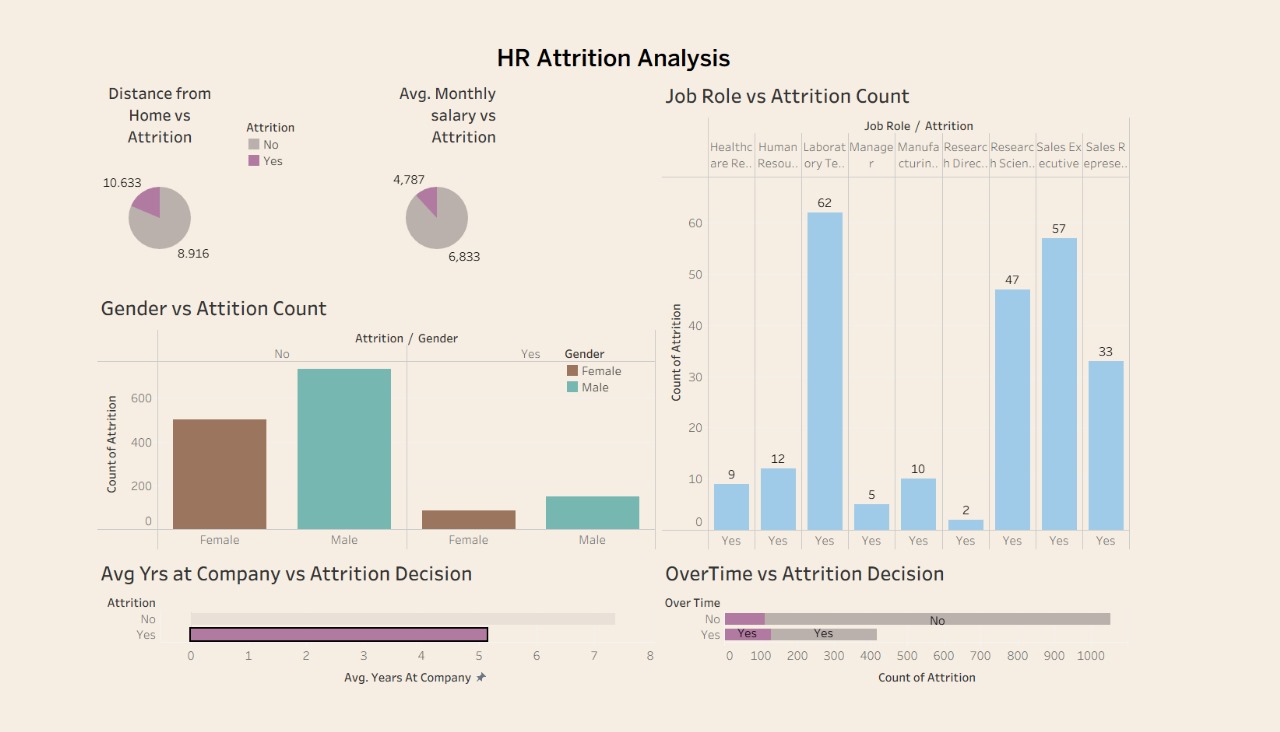 HR Attrition Analysis
Distance from
Home vs
Attrition
Attrition
No
Yes
10.633
8.916
Avg. Monthly
salary vs
Attrition
4,787
6,833
Gender vs Attition Count
Attrition / Gender
No
Yes
Gender
Female
Male
Count of Attrition
600
400
200
0
Female
Male
Female
Male
Job Role vs Attrition Count
Job Role / Attrition
Healthc
are Re..
Human
Resou..
Laborat
ory Te..
Manage
r
Manufa
cturin..
Researc
h Direc..
Researc
h Scien..
Sales Ex
ecutive
Sales R
eprese..
Count of Attrition
60
50
40
30
20
10
0
9
12
62
5
10
2
47
57
33
Yes
Yes
Yes
Yes
Yes
Yes
Yes
Yes
Yes
Avg Yrs at Company vs Attrition Decision
Attrition
No
Yes
0 1 2 3 4 5 6 7 8
Avg. Years At Company
OverTime vs Attrition Decision
Over Time
No
No
Yes
Yes
Yes
0 100 200 300 400 500 600 700 800 900 1000
Count of Attrition